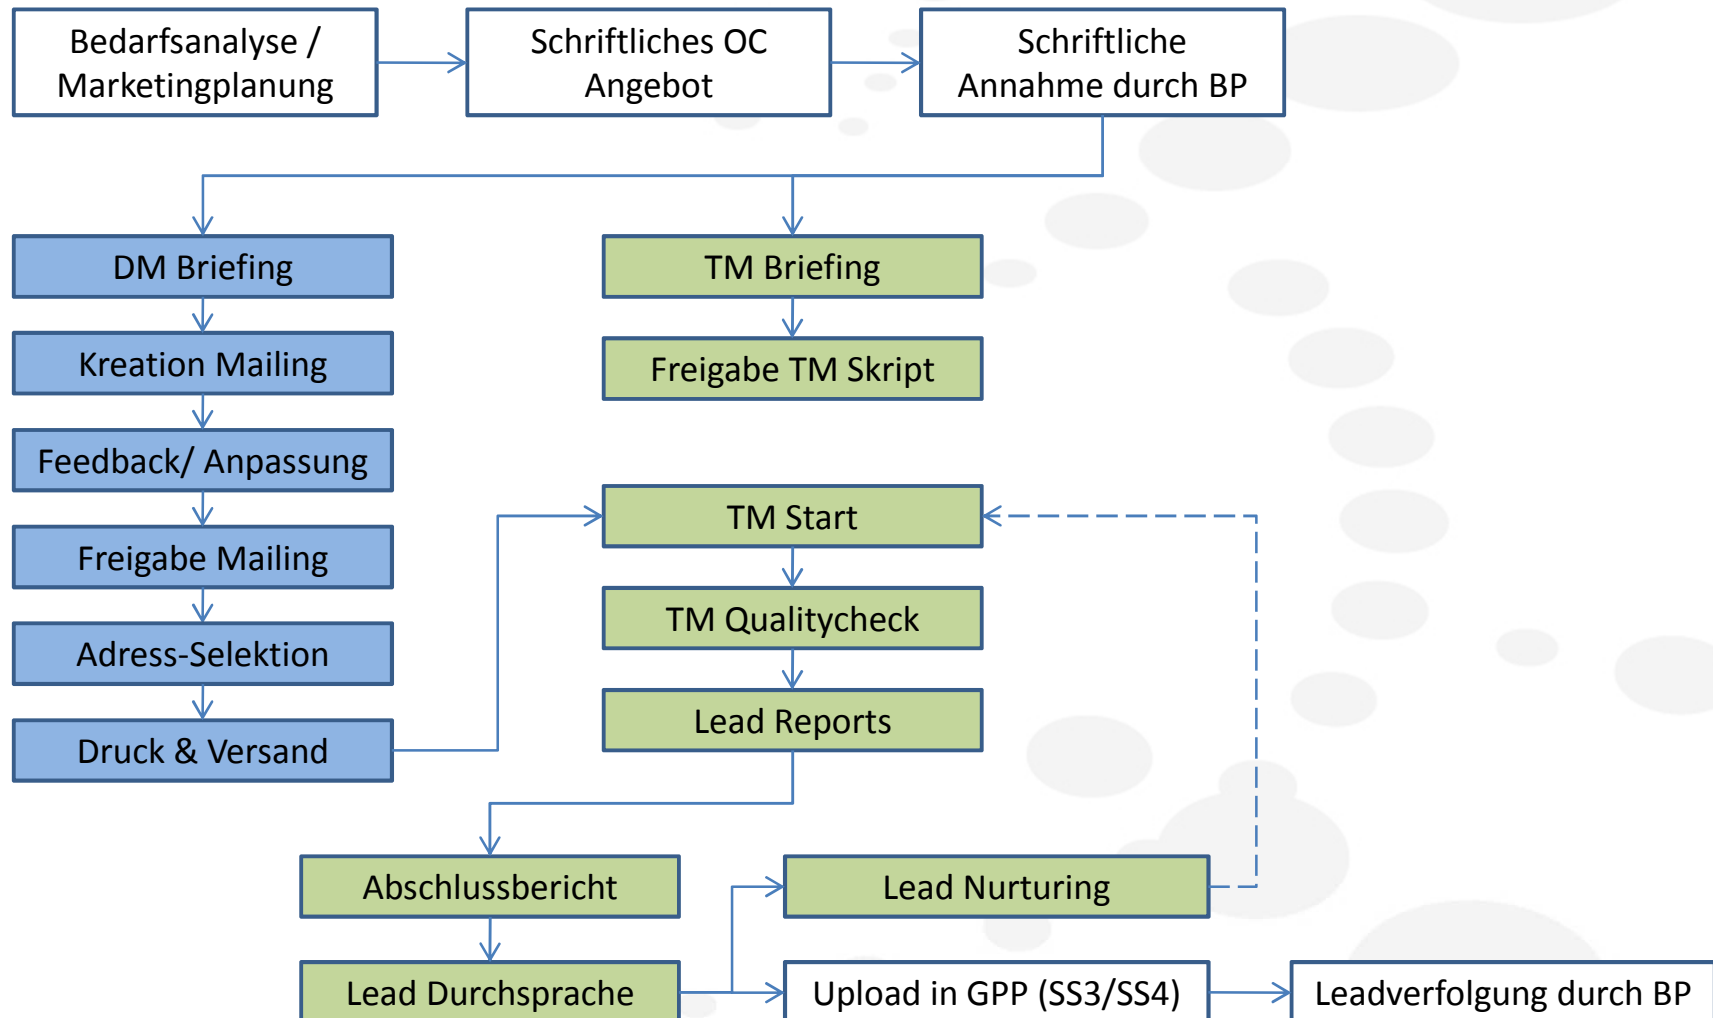 Bedarfsanalyse /
Marketingplanung
Schriftliches OC
Angebot
Schriftliche
Annahme durch BP
DM Briefing
TM Briefing
Kreation Mailing
Freigabe TM Skript
Feedback/ Anpassung
TM Start
Freigabe Mailing
TM Qualitycheck
Adress-Selektion
Lead Reports
Druck & Versand
Abschlussbericht
Lead Nurturing
Lead Durchsprache
Upload in GPP (SS3/SS4)
Leadverfolgung durch BP